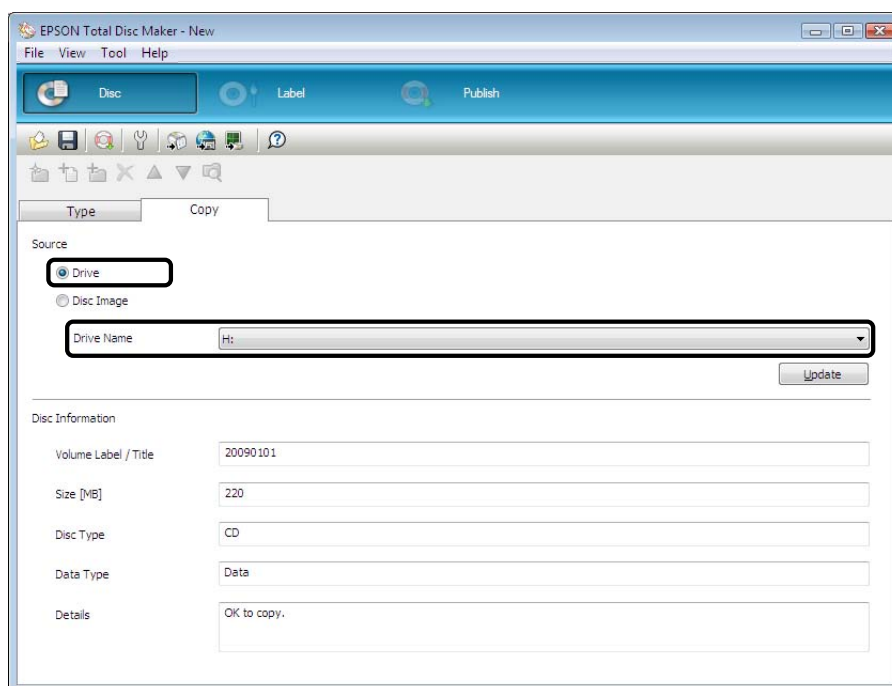 EPSON Total Disc Maker - New
File View Tool Help
Disc Label Publish
Type Copy
Source
Drive
Disc Image
Drive Name H:
Update
Disc Information
Volume Label / Title 20090101
Size [MB] 220
Disc Type CD
Data Type Data
Details OK to copy.